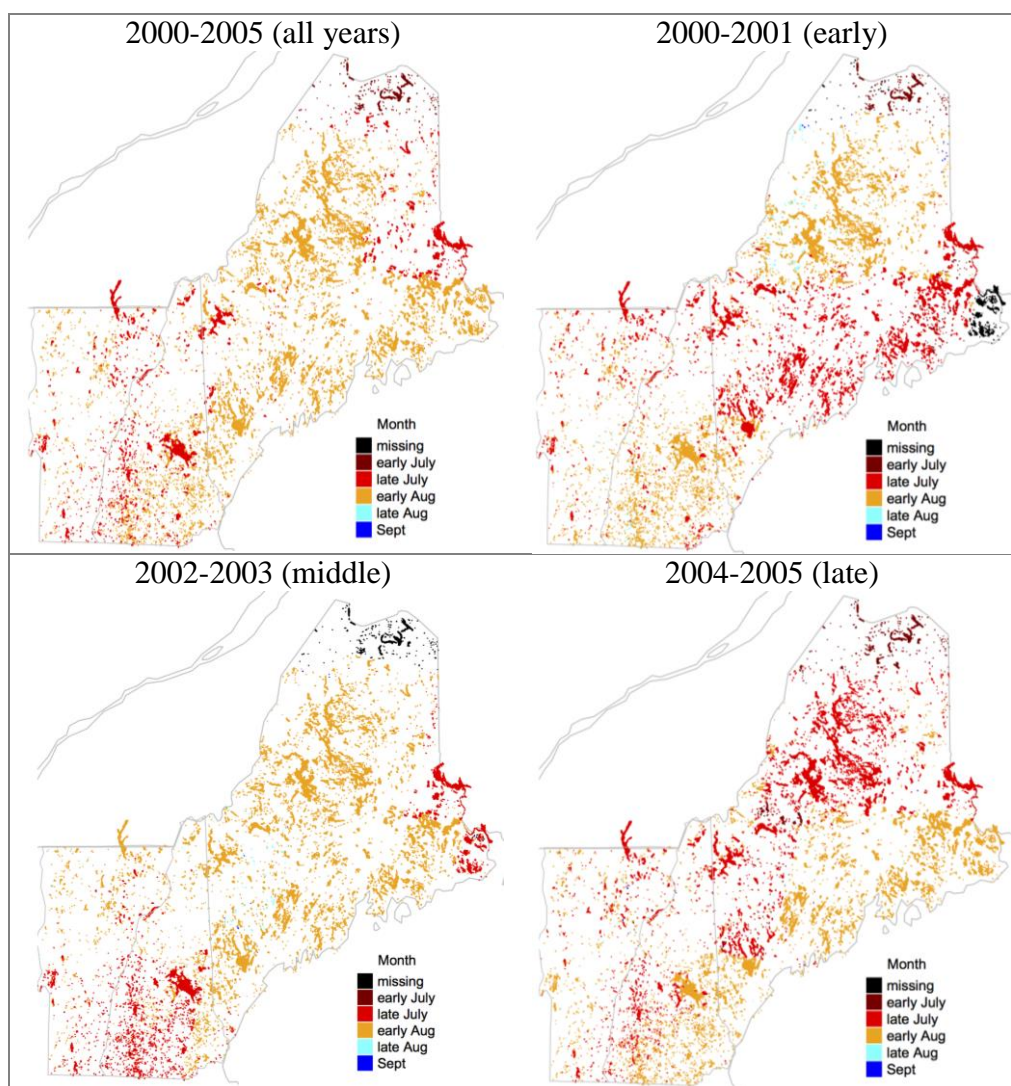 2000-2005 (all years)
2000-2001 (early)
Month
missing
early July
late July
early Aug
late Aug
Sept
Month
missing
early July
late July
early Aug
late Aug
Sept
2002-2003 (middle)
2004-2005 (late)
Month
missing
early July
late July
early Aug
late Aug
Sept
Month
missing
early July
late July
early Aug
late Aug
Sept